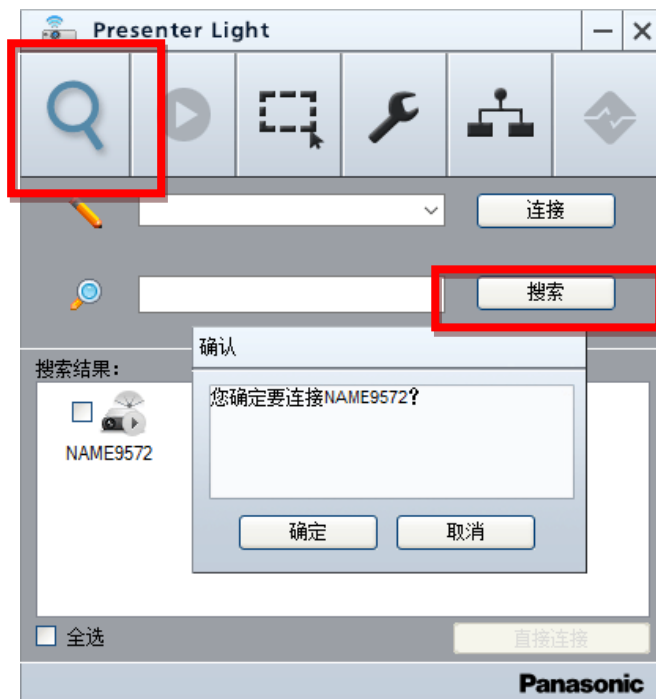 Presenter Light
连接
搜索
确认
搜索结果:
您确定要连接NAME9572?
NAME9572
确定
取消
全选
直接连接
Panasonic